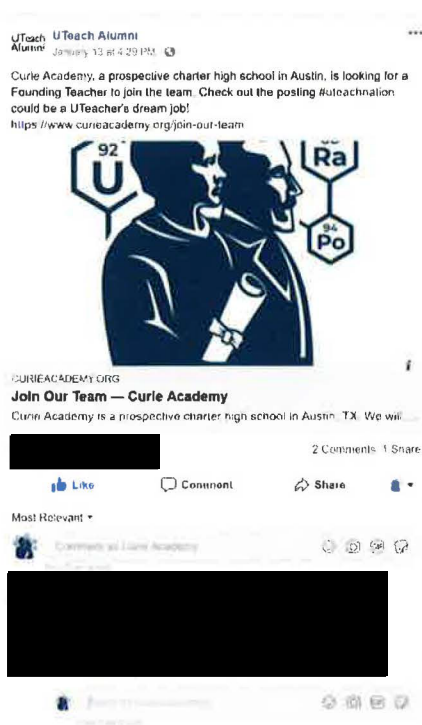 UTeach
Alumni
UTeach Alumni
January 13 at 4:29 PM
Curie Academy, a prospective charter high school in Austin, is looking for a
Founding Teacher to join the team. Check out the posting #uteachnation
could be a UTeacher's dream job!
https://www.curieacademy.org/join-our-team
92
U
Ra
94
Po
CURIEACADEMY.ORG
Join Our Team — Curie Academy
Curie Academy is a prospective charter high school in Austin, TX. We will...
2 Comments 1 Share
Like
Comment
Share
Most Relevant
Comment as Curie Academy